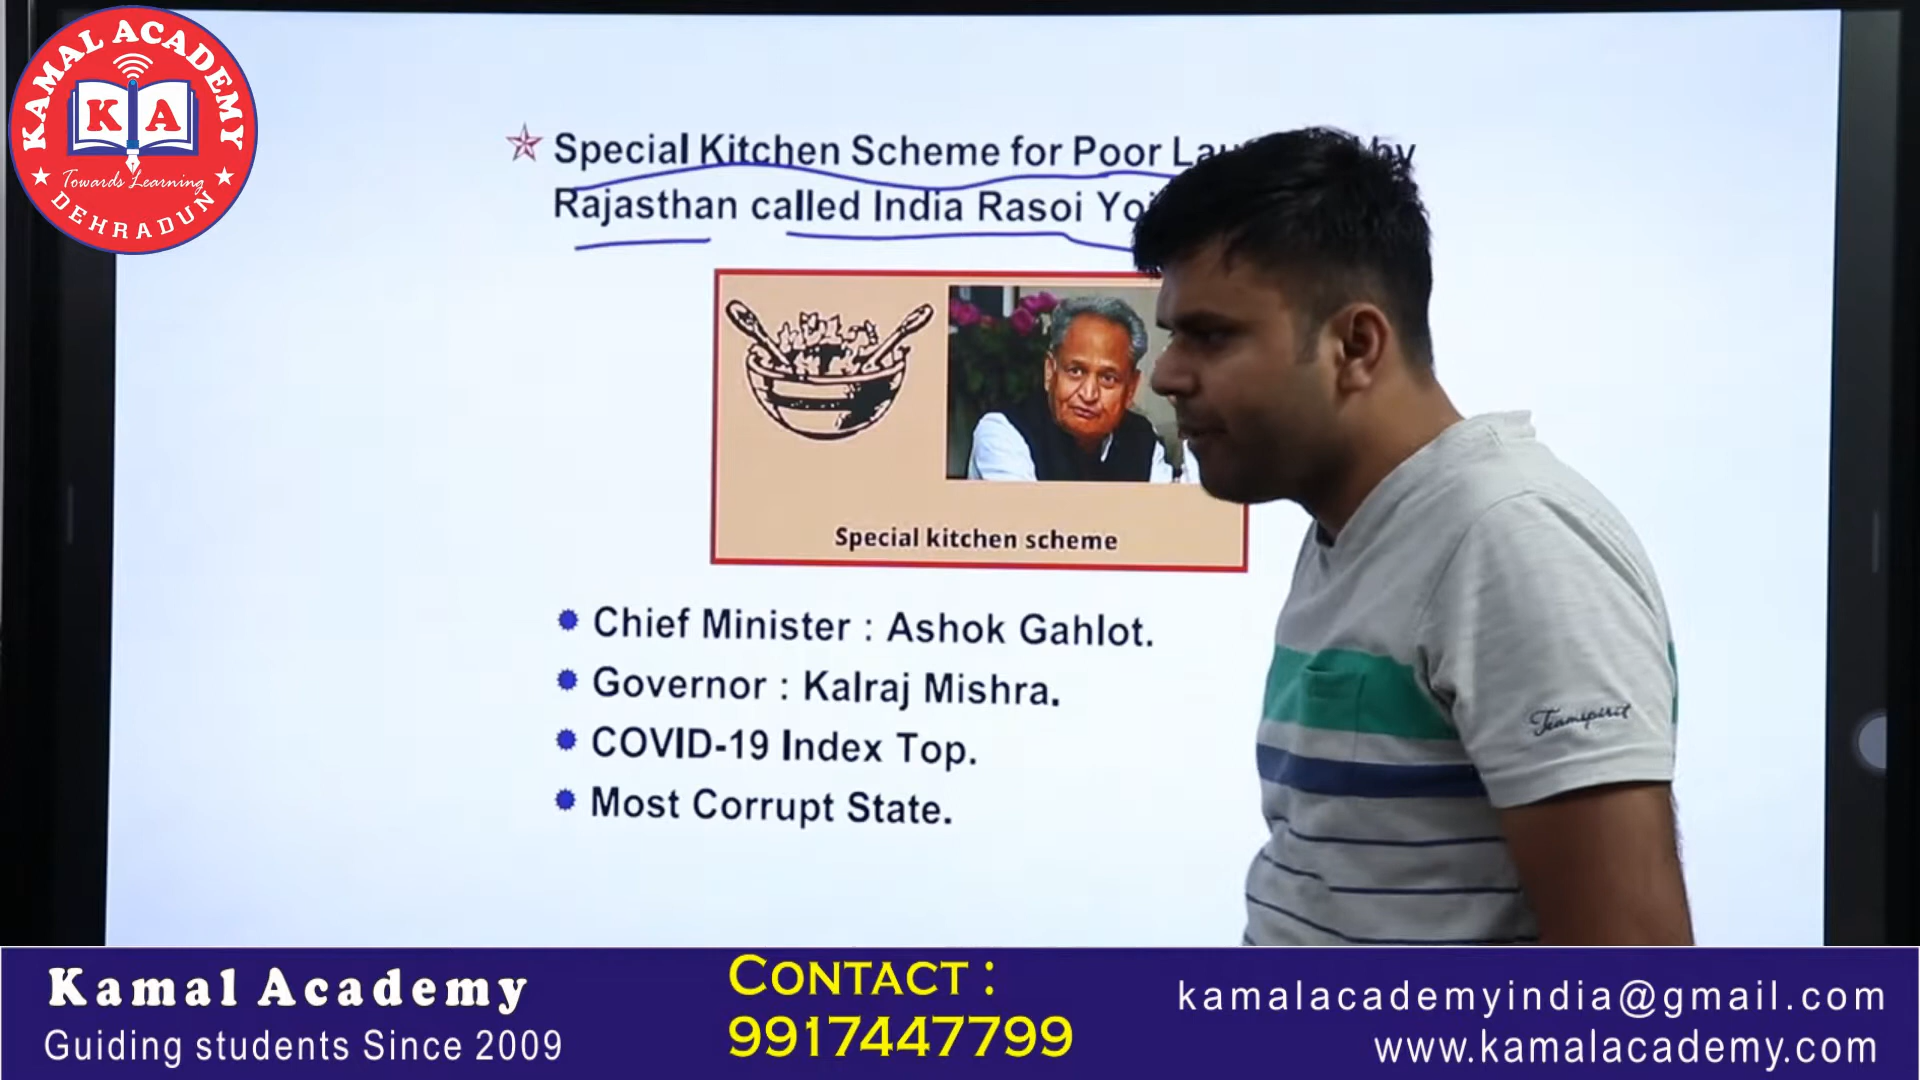 KAMAL ACADEMY
K A
Towards Learning
DEHRADUN
Special Kitchen Scheme for Poor by
Rajasthan called India Rasoi
Special kitchen scheme
Chief Minister : Ashok Gahlot.
Governor : Kalraj Mishra.
COVID-19 Index Top.
Most Corrupt State.
Teamspirit
Kamal Academy
Guiding students Since 2009
CONTACT :
9917447799
kamalacademyindia@gmail.com
www.kamalacademy.com